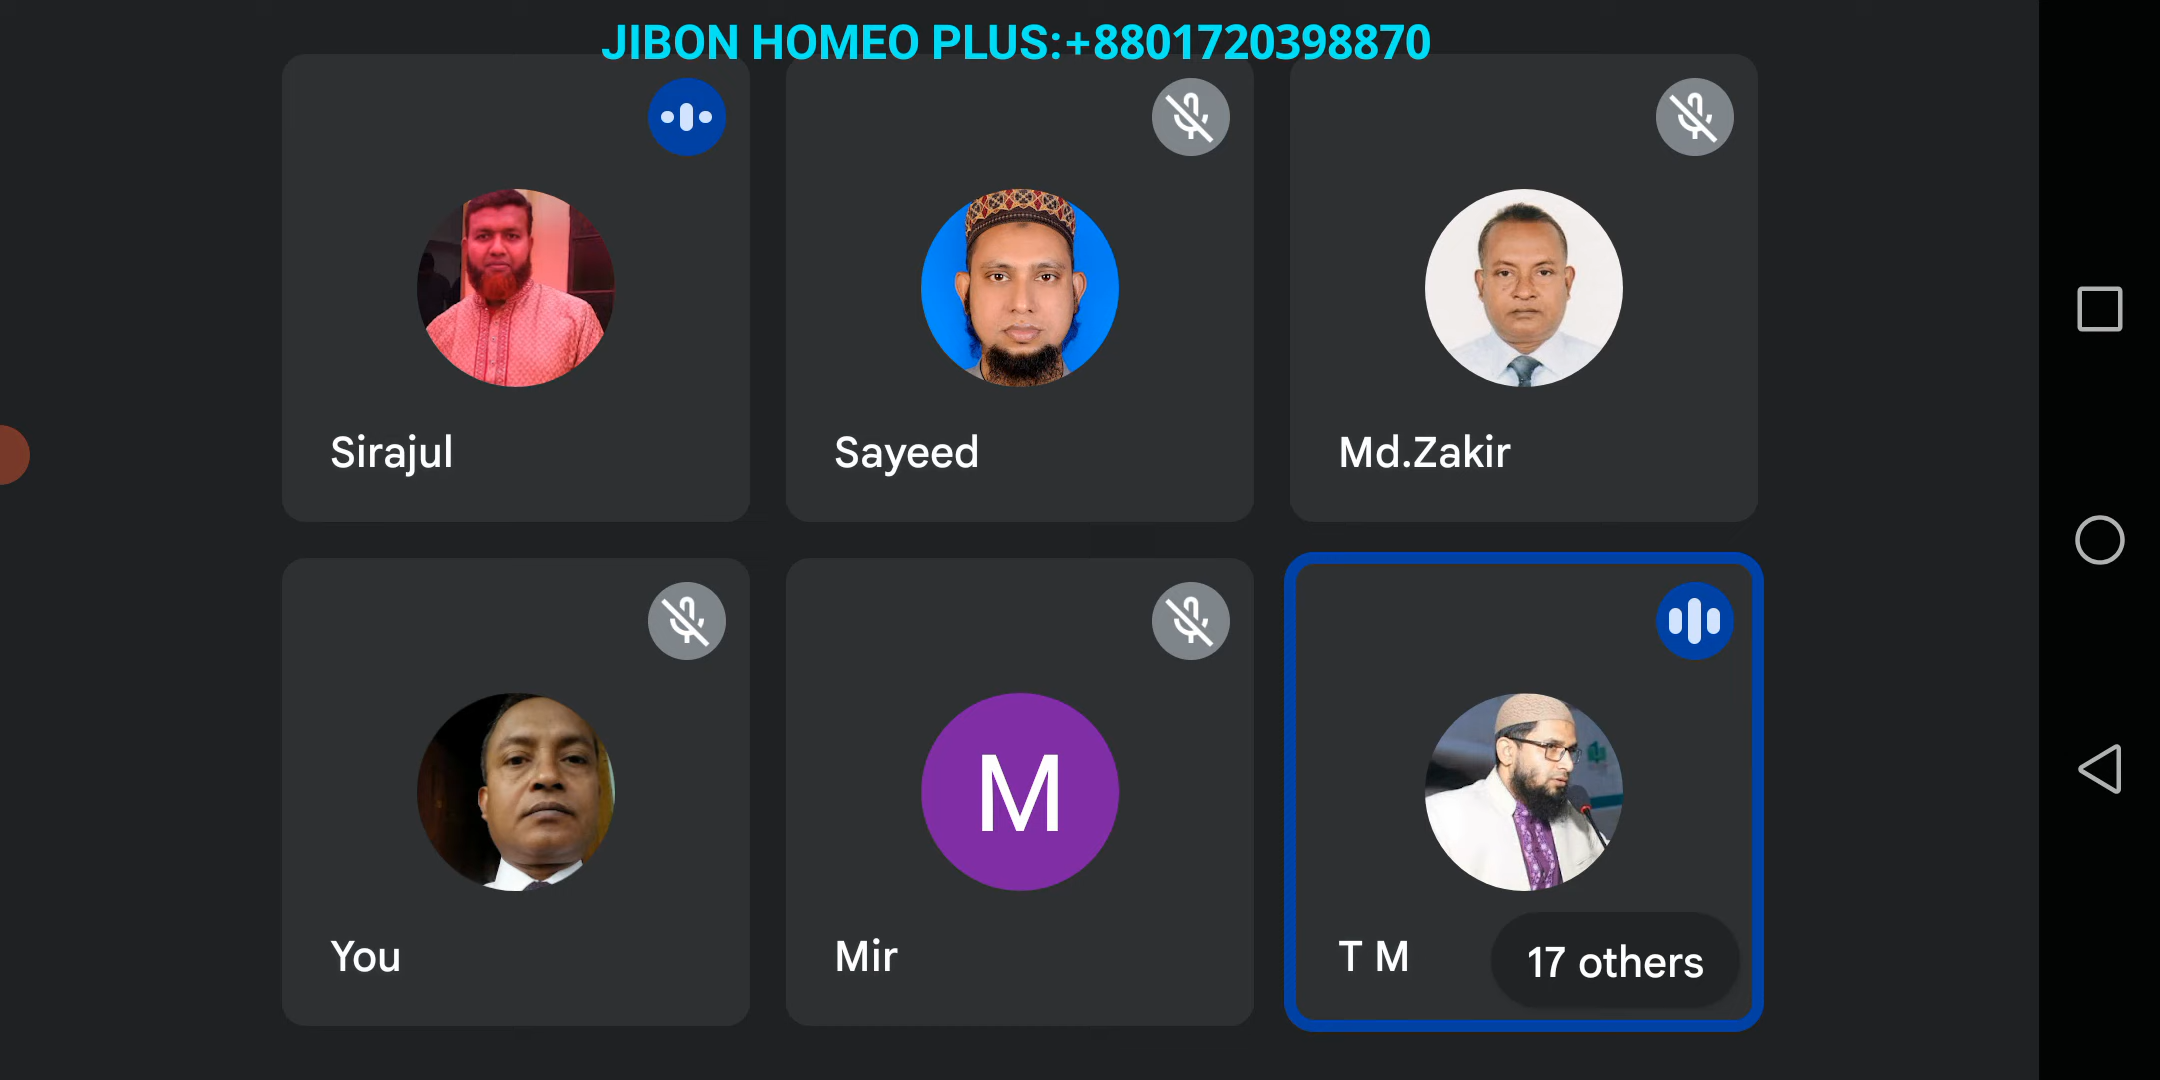 JIBON HOMEO PLUS:+8801720398870
Sirajul
Sayeed
Md.Zakir
You
M
Mir
T M
17 others